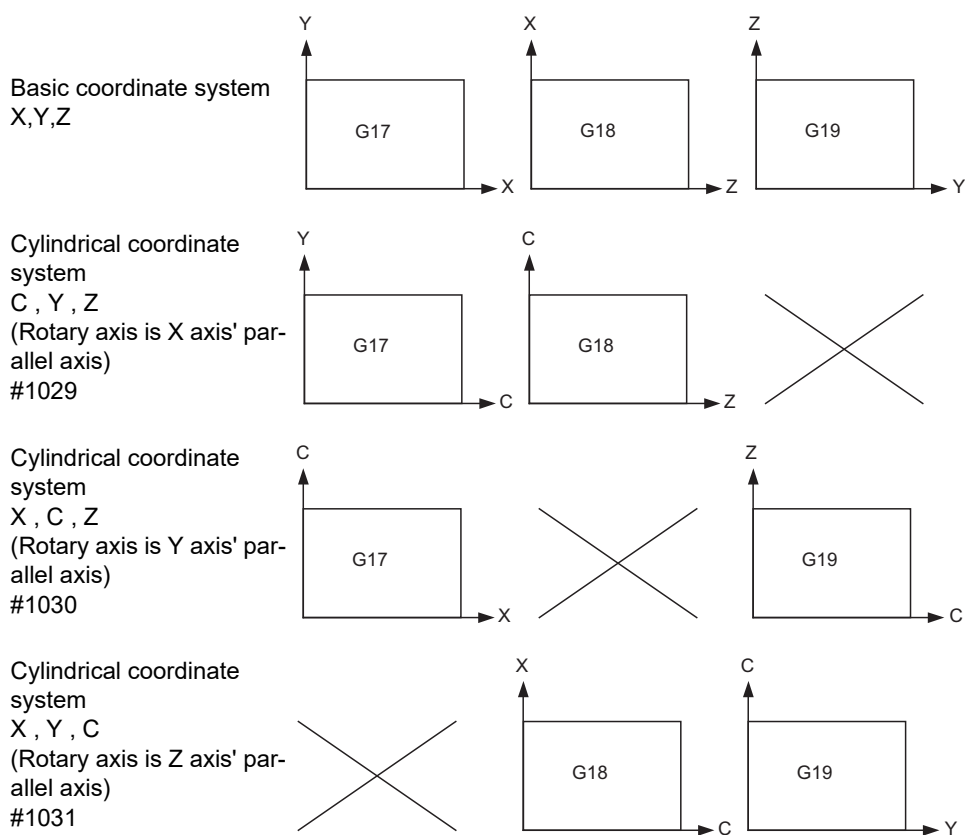 Basic coordinate system
X,Y,Z
Y
G17
X
X
G18
Z
Z
G19
Y
Cylindrical coordinate
system
C , Y , Z
(Rotary axis is X axis' par-
allel axis)
#1029
Y
G17
C
C
G18
Z
Cylindrical coordinate
system
X , C , Z
(Rotary axis is Y axis' par-
allel axis)
#1030
C
G17
X
Z
G19
C
Cylindrical coordinate
system
X , Y , C
(Rotary axis is Z axis' par-
allel axis)
#1031
X
G18
C
C
G19
Y